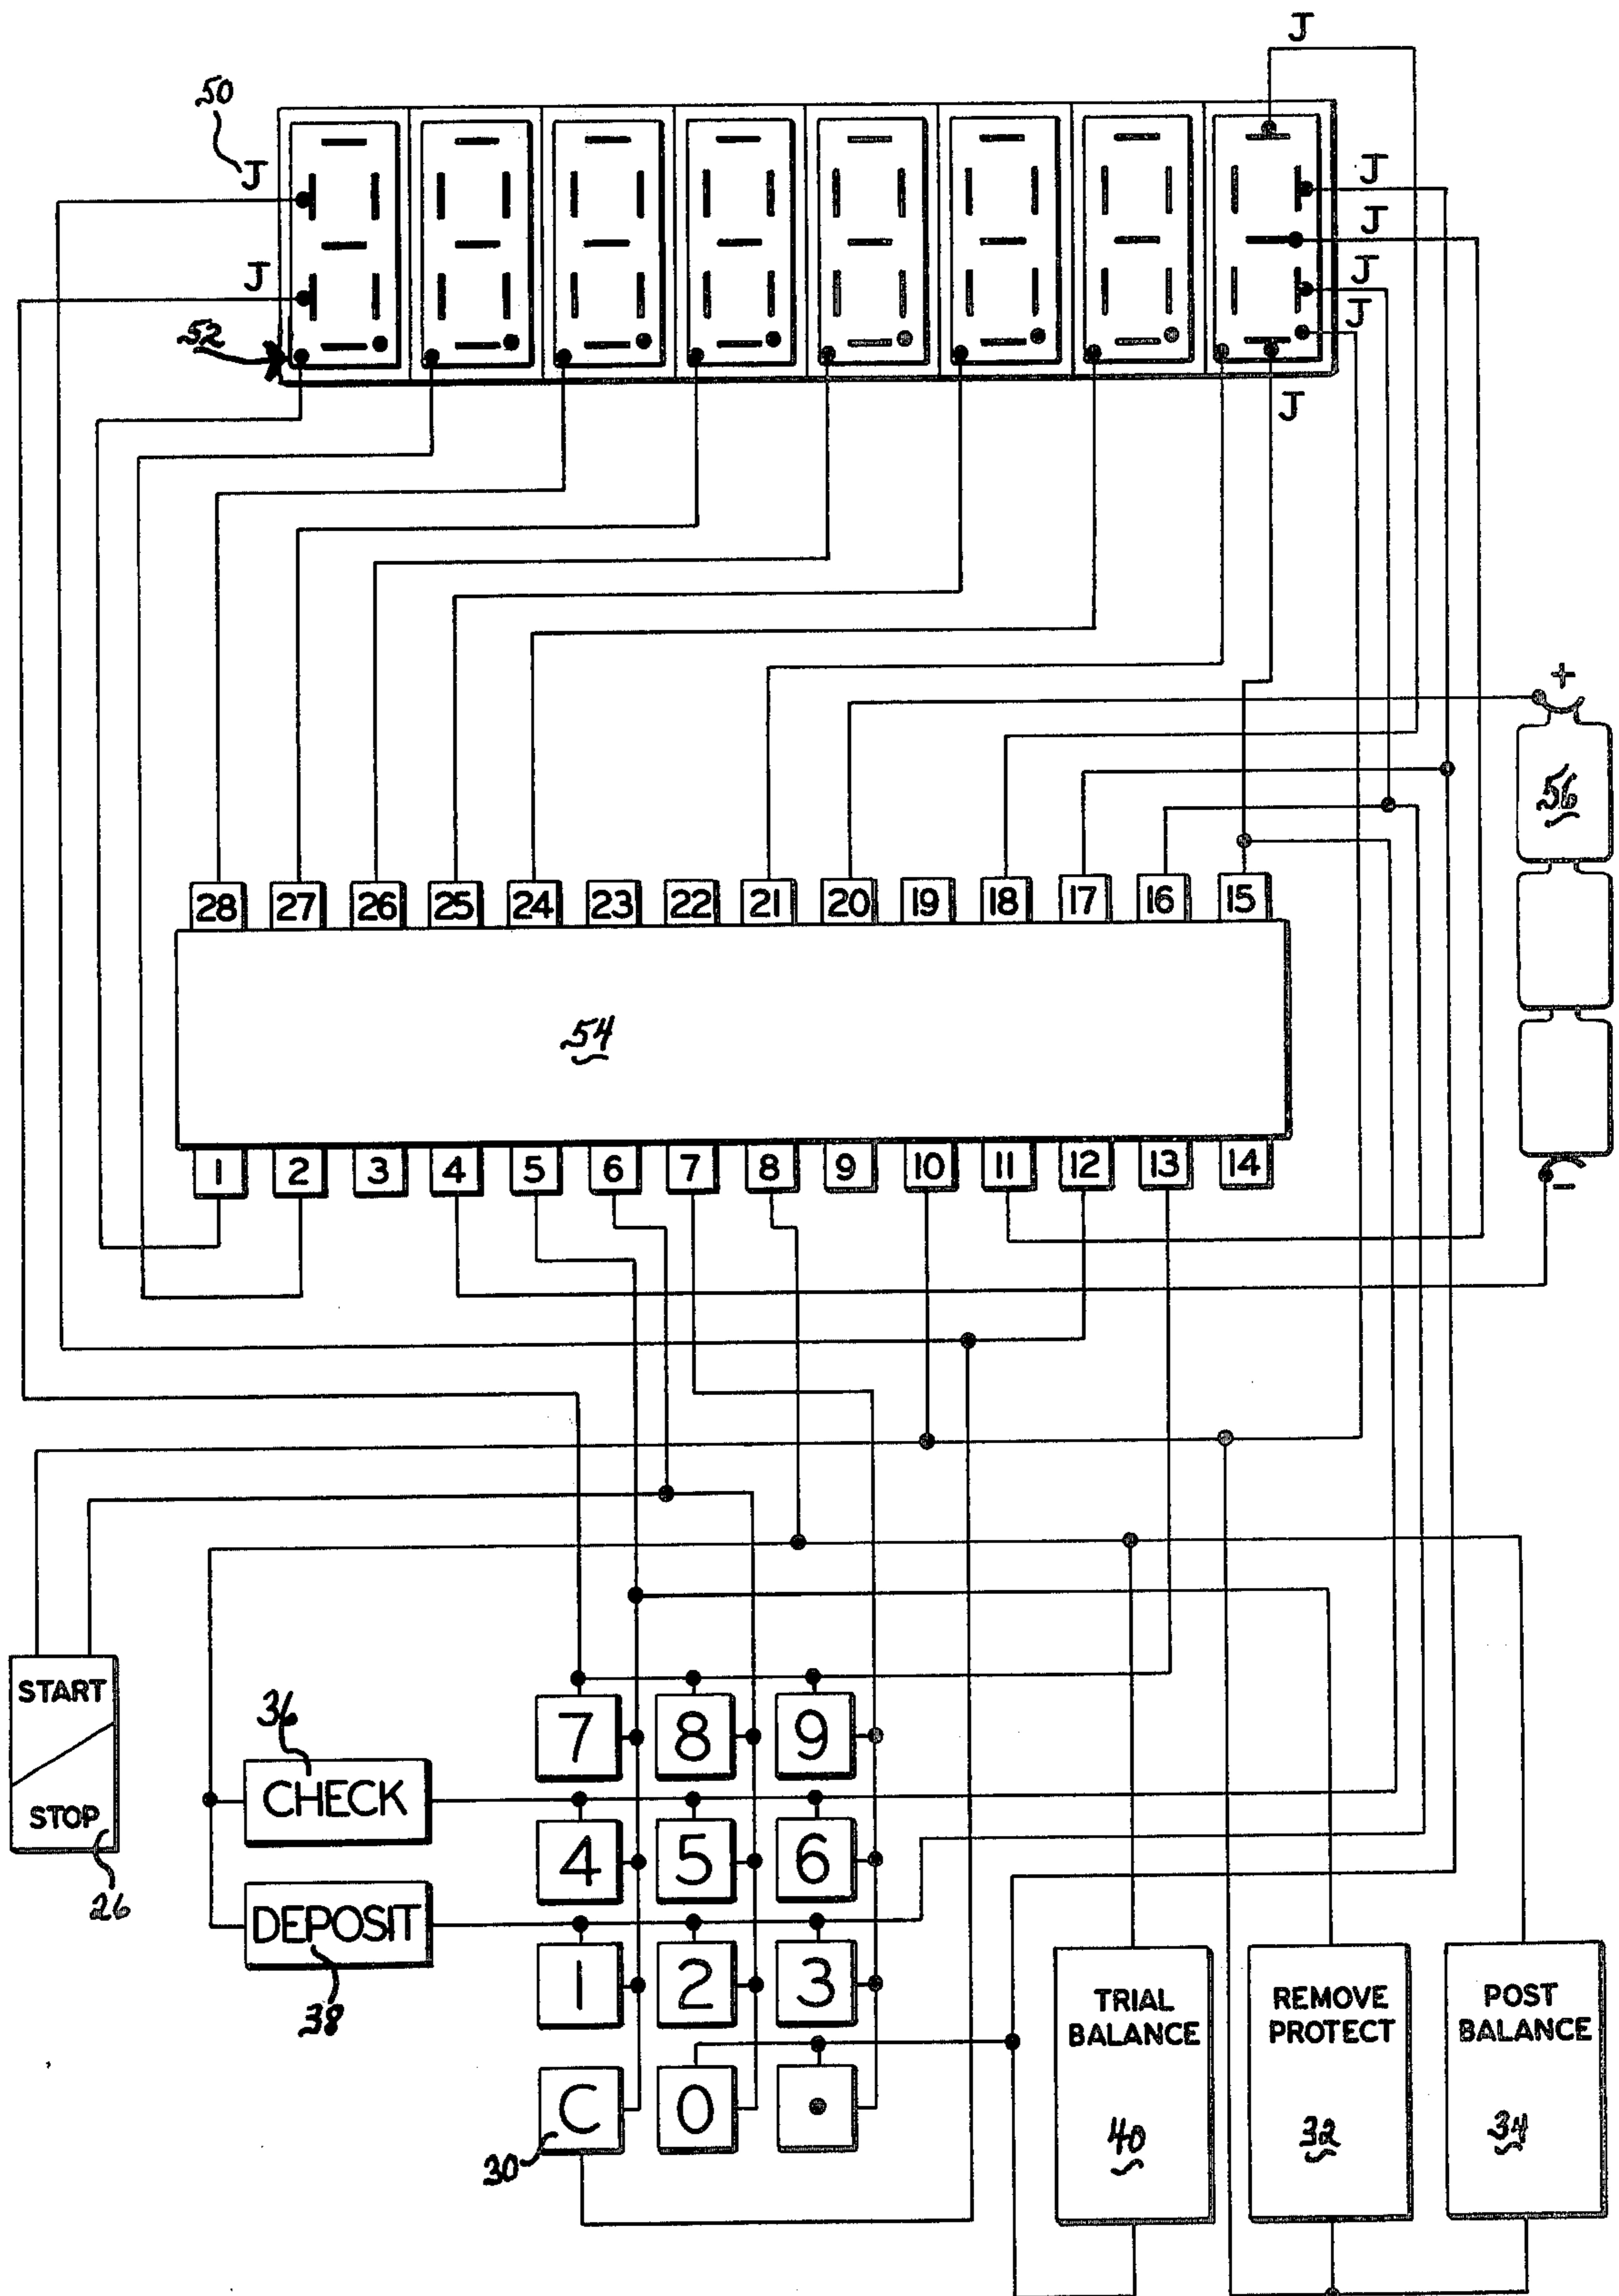 J
50
J
J
J
J
J
J
52
J
+
56
28 27 26 25 24 23 22 21 20 19 18 17 16 15
54
1 2 3 4 5 6 7 8 9 10 11 12 13 14
−
START
STOP
26
36
CHECK
DEPOSIT
38
7 8 9
4 5 6
1 2 3
C 0 •
30
TRIAL
BALANCE
40
REMOVE
PROTECT
32
POST
BALANCE
34